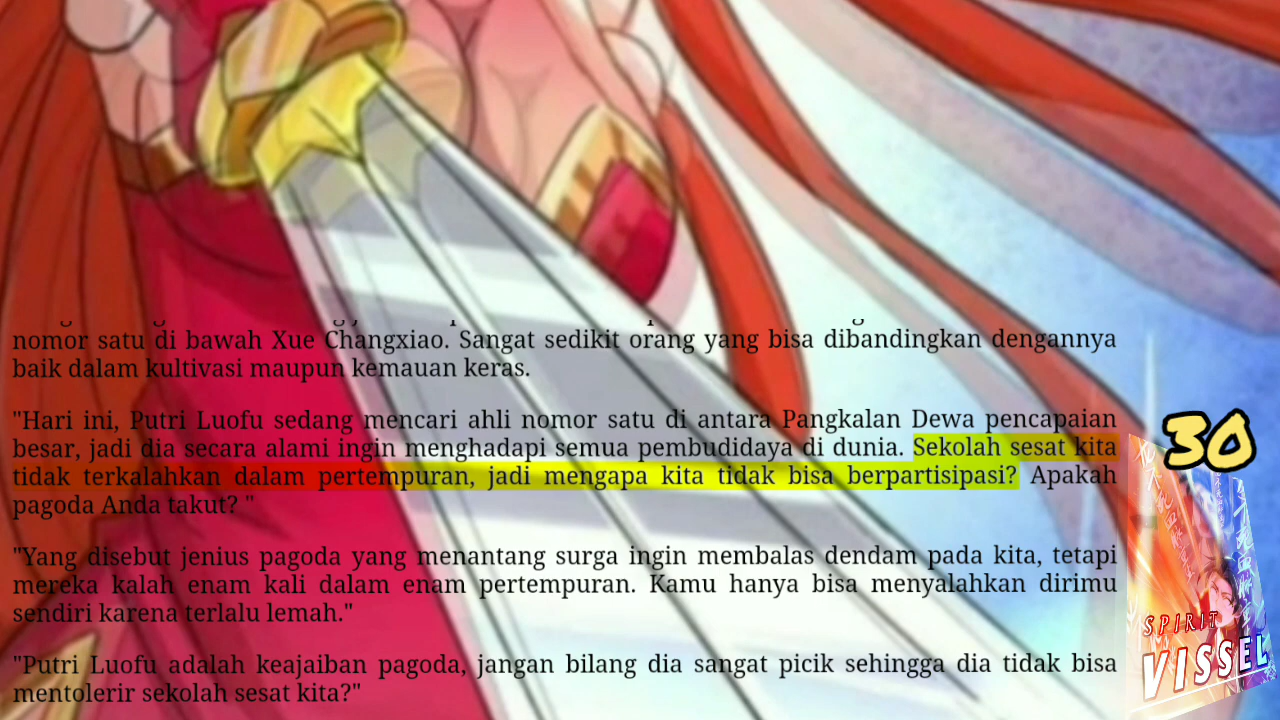 nomor satu di bawah Xue Changxiao. Sangat sedikit orang yang bisa dibandingkan dengannya
baik dalam kultivasi maupun kemauan keras.
"Hari ini, Putri Luofu sedang mencari ahli nomor satu di antara Pangkalan Dewa pencapaian
besar, jadi dia secara alami ingin menghadapi semua pembudidaya di dunia. Sekolah sesat kita
tidak terkalahkan dalam pertempuran, jadi mengapa kita tidak bisa berpartisipasi? Apakah
pagoda Anda takut? "
"Yang disebut jenius pagoda yang menantang surga ingin membalas dendam pada kita, tetapi
mereka kalah enam kali dalam enam pertempuran. Kamu hanya bisa menyalahkan dirimu
sendiri karena terlalu lemah."
"Putri Luofu adalah keajaiban pagoda, jangan bilang dia sangat picik sehingga dia tidak bisa
mentolerir sekolah sesat kita?"
30
SPIRIT
VISSEL